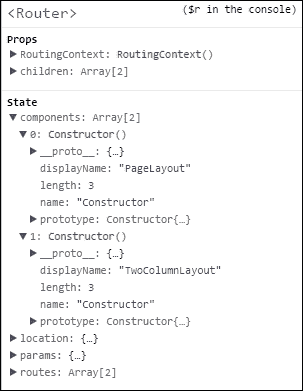 <Router> ($r in the console)
Props
▶RoutingContext: RoutingContext()
▶children: Array[2]
State
▼components: Array[2]
▼0: Constructor()
▶__proto__: {…}
displayName: "PageLayout"
length: 3
name: "Constructor"
▶prototype: Constructor{…}
▼1: Constructor()
▶__proto__: {…}
displayName: "TwoColumnLayout"
length: 3
name: "Constructor"
▶prototype: Constructor{…}
▶location: {…}
▶params: {…}
▶routes: Array[2]